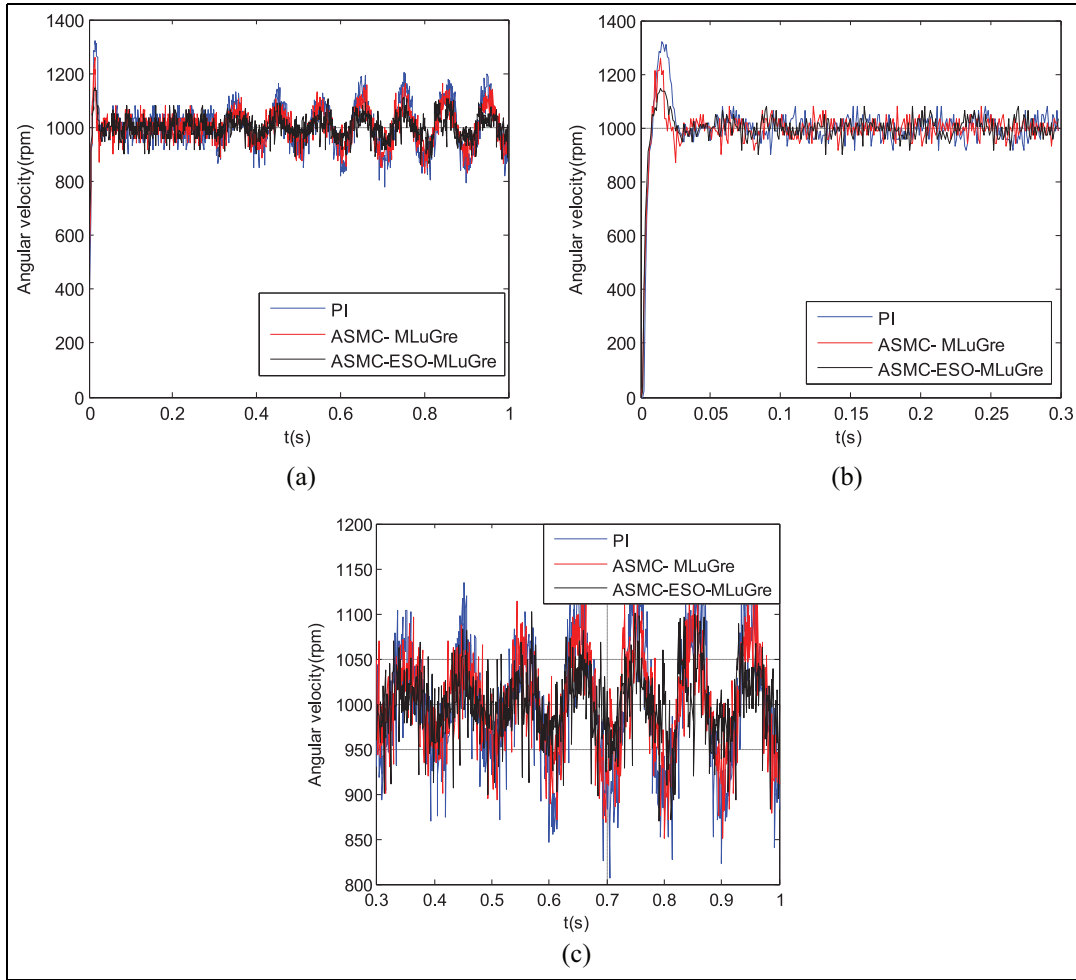 1400
1200
1000
800
600
400
200
0
Angular velocity(rpm)
PI
ASMC- MLuGre
ASMC-ESO-MLuGre
0 0.2 0.4 0.6 0.8 1
t(s)
(a)
1400
1200
1000
800
600
400
200
0
Angular velocity(rpm)
PI
ASMC- MLuGre
ASMC-ESO-MLuGre
0 0.05 0.1 0.15 0.2 0.25 0.3
t(s)
(b)
1200
1150
1100
1050
1000
950
900
850
800
Angular velocity(rpm)
PI
ASMC- MLuGre
ASMC-ESO-MLuGre
0.3 0.4 0.5 0.6 0.7 0.8 0.9 1
t(s)
(c)